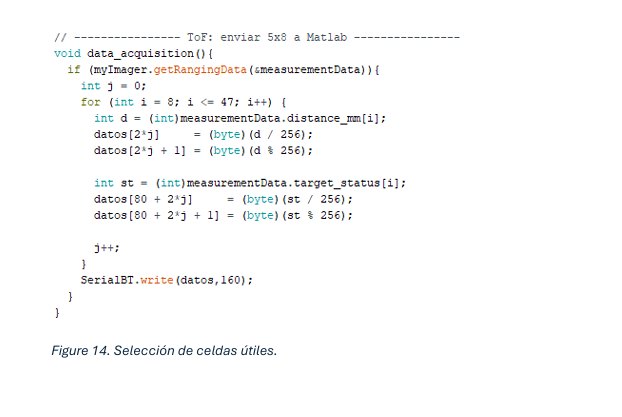 // ---------------- ToF: enviar 5x8 a Matlab ----------------
void data_acquisition(){
  if (myImager.getRangingData(&measurementData)){
    int j = 0;
    for (int i = 8; i <= 47; i++) {
      int d = (int)measurementData.distance_mm[i];
      datos[2*j]     = (byte)(d / 256);
      datos[2*j + 1] = (byte)(d % 256);

      int st = (int)measurementData.target_status[i];
      datos[80 + 2*j]     = (byte)(st / 256);
      datos[80 + 2*j + 1] = (byte)(st % 256);

      j++;
    }
    SerialBT.write(datos,160);
  }
}
Figure 14. Selección de celdas útiles.